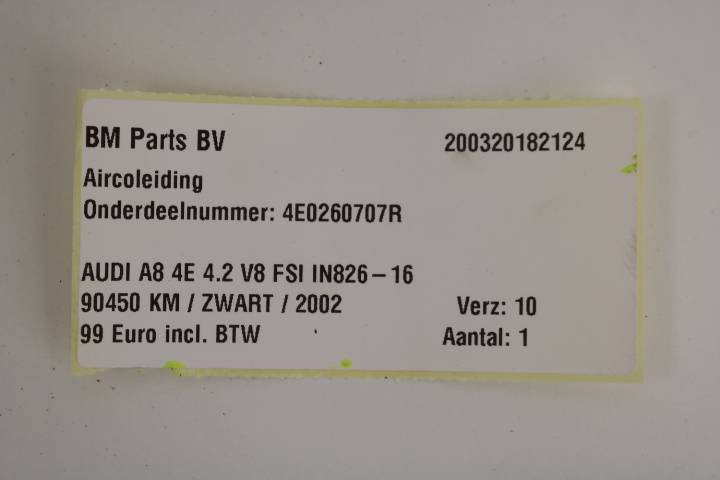 BM Parts BV 200320182124
Aircoleiding
Onderdeelnummer: 4E0260707R
AUDI A8 4E 4.2 V8 FSI IN826-16
90450 KM / ZWART / 2002 Verz: 10
99 Euro incl. BTW Aantal: 1